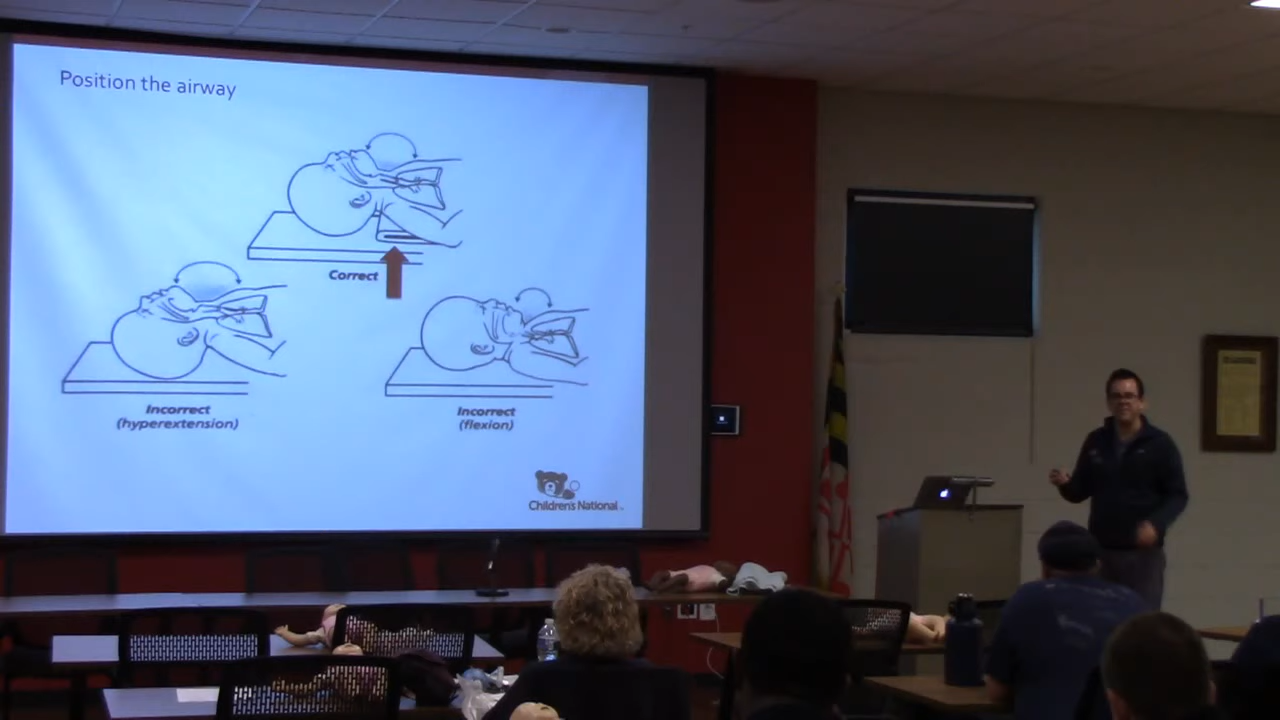 Position the airway
Correct
Incorrect
(hyperextension)
Incorrect
(flexion)
Children's National